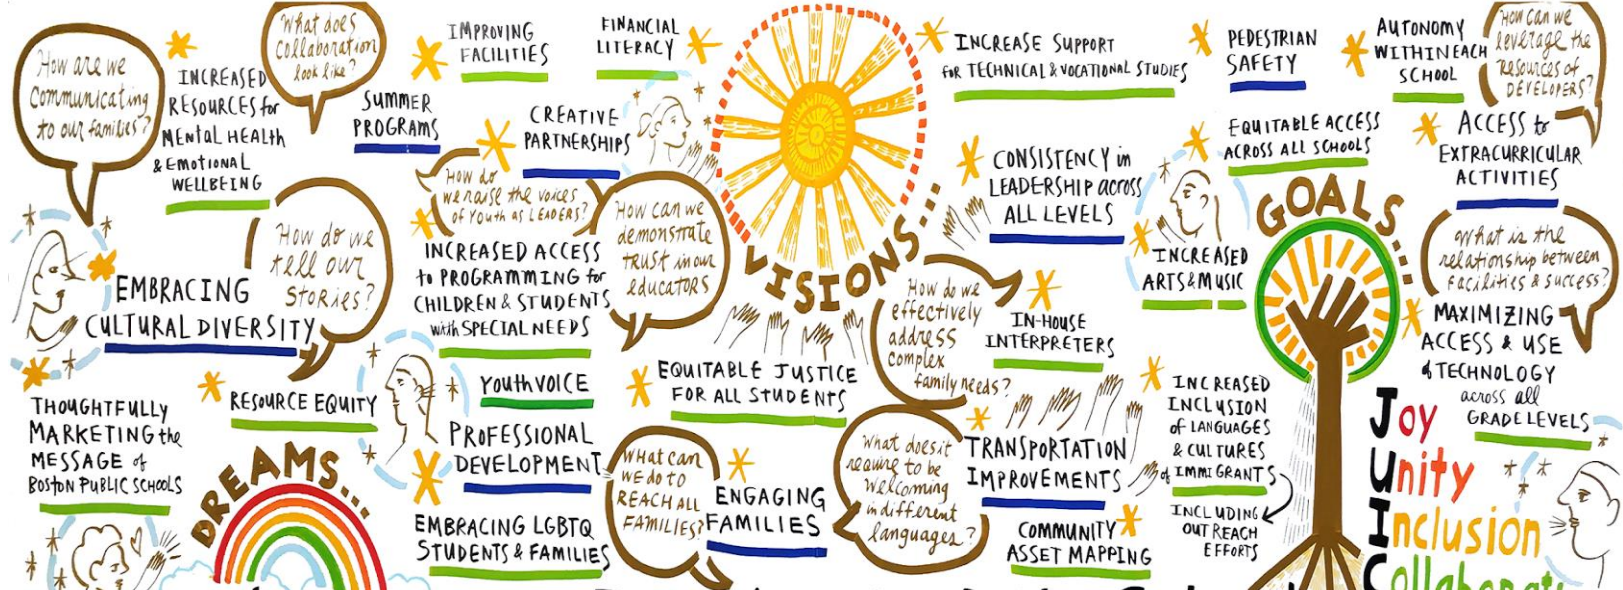 How are we
Communicating
to our families?
INCREASED
RESOURCES for
MENTAL HEALTH
& EMOTIONAL
WELLBEING
What does
Collaboration
look like?
SUMMER
PROGRAMS
IMPROVING
FACILITIES
FINANCIAL
LITERACY
CREATIVE
PARTNERSHIPS
How do
we raise the voices
OF YOUTH AS LEADERS?
How can we
demonstrate
TRUST in our
educators
How do we
tell our
STORIES?
EMBRACING
CULTURAL DIVERSITY
INCREASED ACCESS
to PROGRAMMING for
CHILDREN & STUDENTS
with SPECIAL NEEDS
THOUGHTFULLY
MARKETING the
MESSAGE of
BOSTON PUBLIC SCHOOLS
RESOURCE EQUITY
YOUTH VOICE
PROFESSIONAL
DEVELOPMENT
EMBRACING LGBTQ
STUDENTS & FAMILIES
DREAMS...
VISIONS...
EQUITABLE JUSTICE
FOR ALL STUDENTS
WHAT CAN
WE DO TO
REACH ALL
FAMILIES?
ENGAGING
FAMILIES
INCREASE SUPPORT
for TECHNICAL & VOCATIONAL STUDIES
CONSISTENCY in
LEADERSHIP across
ALL LEVELS
How do we
effectively
address
complex
family needs?
IN-HOUSE
INTERPRETERS
What does it
require to be
welcoming
in different
languages?
TRANSPORTATION
IMPROVEMENTS
COMMUNITY
ASSET MAPPING
PEDESTRIAN
SAFETY
AUTONOMY
WITHIN EACH
SCHOOL
How can we
leverage the
resources of
DEVELOPERS?
EQUITABLE ACCESS
ACROSS ALL SCHOOLS
ACCESS to
EXTRACURRICULAR
ACTIVITIES
INCREASED
ARTS & MUSIC
GOALS...
What is the
relationship between
facilities & success?
MAXIMIZING
ACCESS & USE
of TECHNOLOGY
across all
GRADE LEVELS
INCREASED
INCLUSION
of LANGUAGES
& CULTURES
of IMMIGRANTS
INCLUDING
OUTREACH
EFFORTS
Joy
Unity
Inclusion